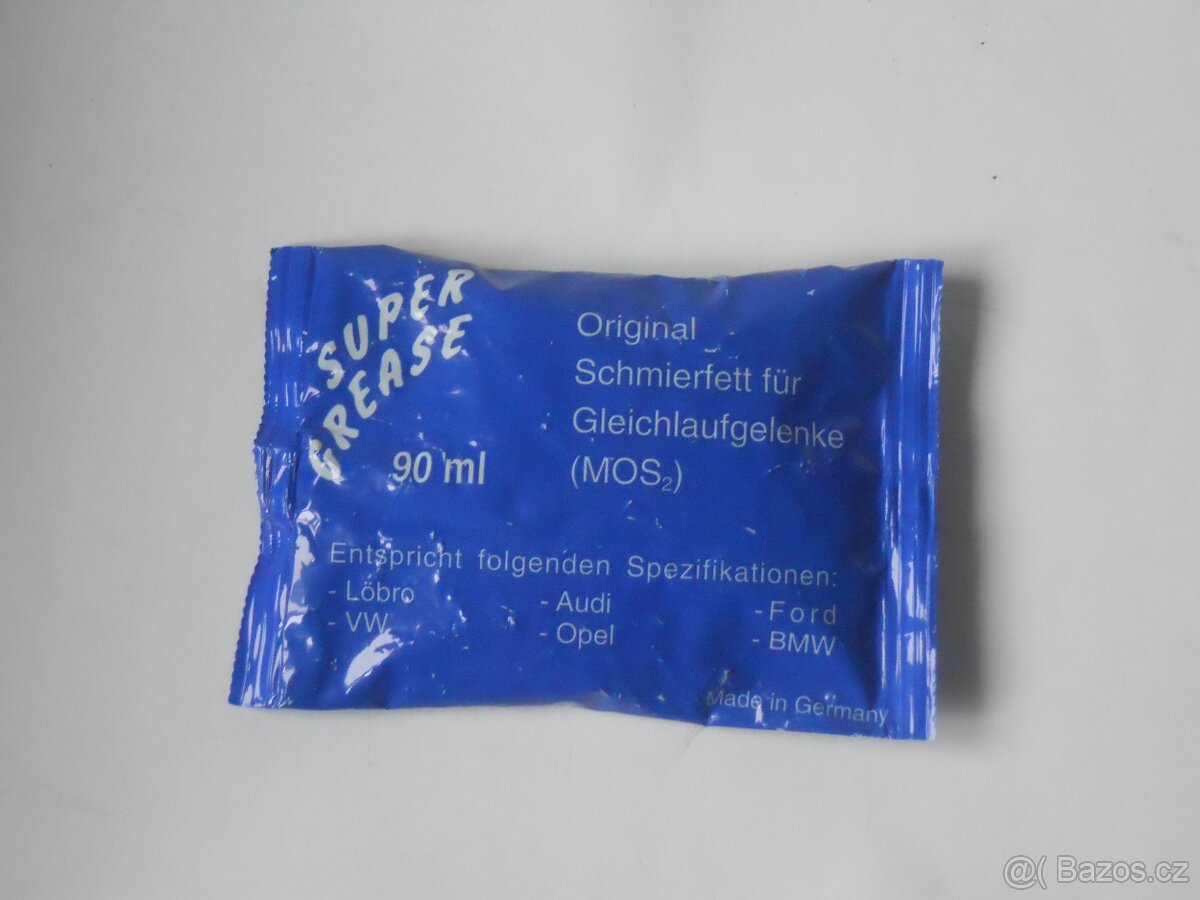 SUPER
GREASE
90 ml
Original
Schmierfett für
Gleichlaufgelenke
(MOS₂)
Entspricht folgenden Spezifikationen:
- Löbro - Audi - Ford
- VW - Opel - BMW
Made in Germany
@( Bazos.cz